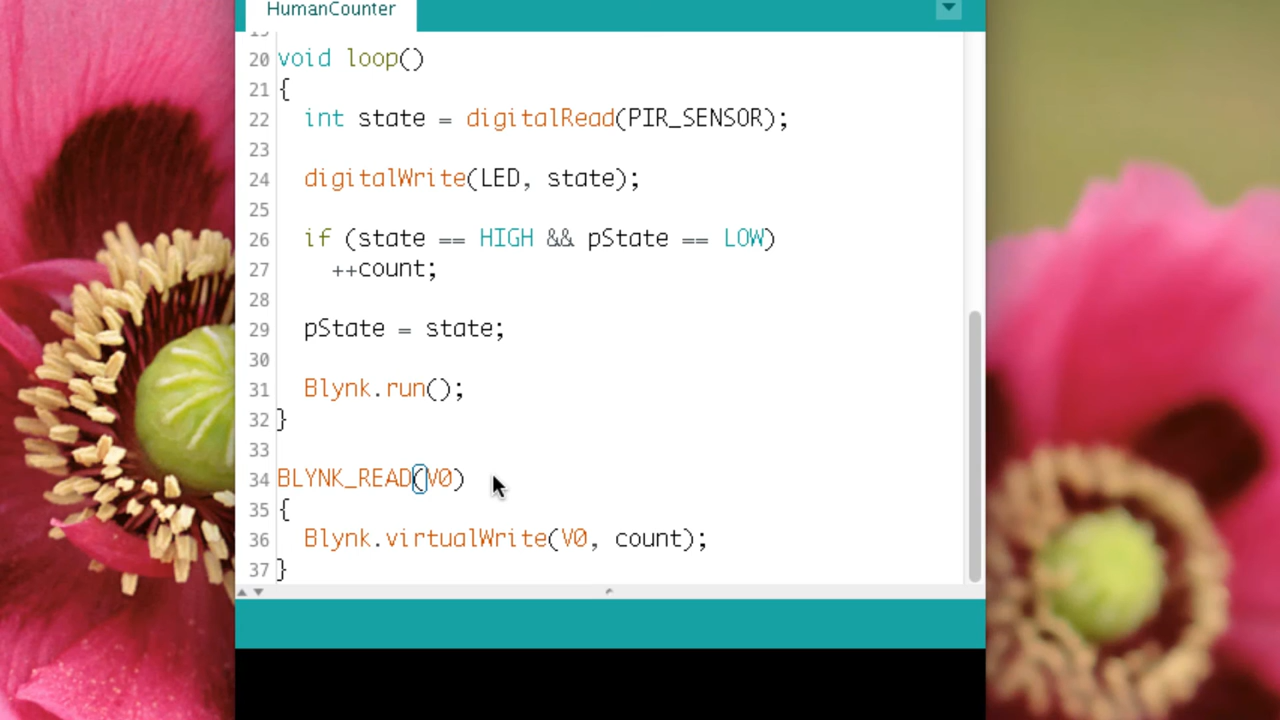 HumanCounter
20 void loop()
21 {
22 int state = digitalRead(PIR_SENSOR);
23
24 digitalWrite(LED, state);
25
26 if (state == HIGH && pState == LOW)
27 ++count;
28
29 pState = state;
30
31 Blynk.run();
32 }
33
34 BLYNK_READ(V0)
35 {
36 Blynk.virtualWrite(V0, count);
37 }